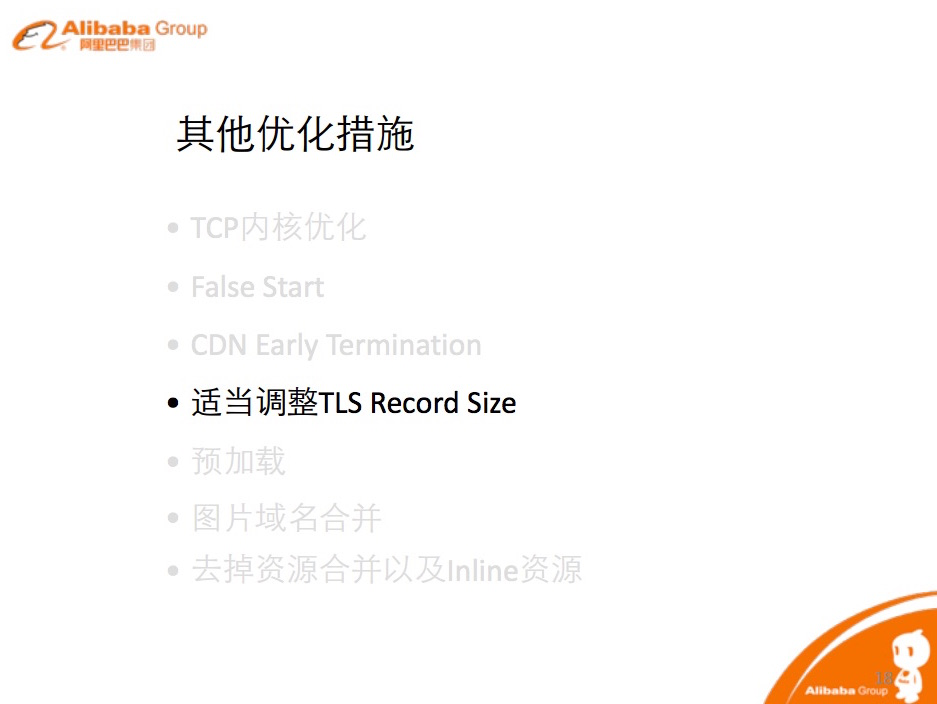 Alibaba Group
阿里巴巴集团
其他优化措施
• TCP内核优化
• False Start
• CDN Early Termination
• 适当调整TLS Record Size
• 预加载
• 图片域名合并
• 去掉资源合并以及Inline资源
18
Alibaba Group